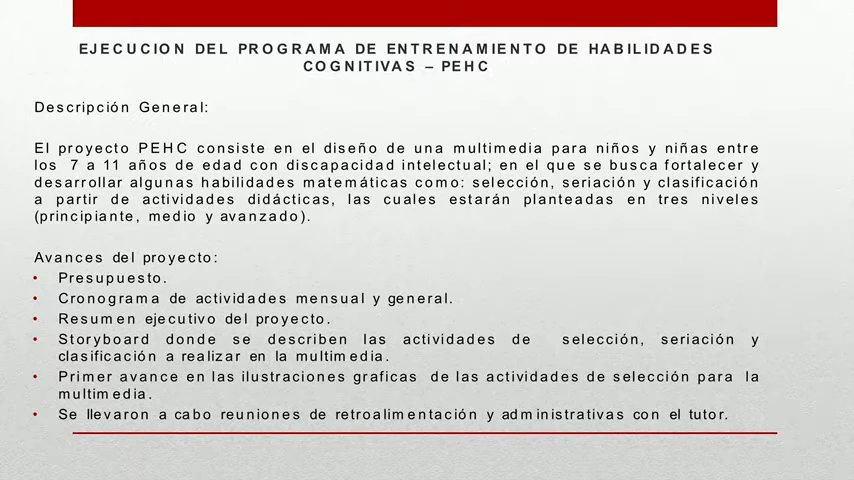 EJECUCION DEL PROGRAMA DE ENTRENAMIENTO DE HABILIDADES
COGNITIVAS – PEHC
Descripción General:
El proyecto PEHC consiste en el diseño de una multimedia para niños y niñas entre
los 7 a 11 años de edad con discapacidad intelectual; en el que se busca fortalecer y
desarrollar algunas habilidades matemáticas como: selección, seriación y clasificación
a partir de actividades didácticas, las cuales estarán planteadas en tres niveles
(principiante, medio y avanzado).
Avances del proyecto:
• Presupuesto.
• Cronograma de actividades mensual y general.
• Resumen ejecutivo del proyecto.
• Storyboard donde se describen las actividades de selección, seriación y
clasificación a realizar en la multimedia.
• Primer avance en las ilustraciones graficas de las actividades de selección para la
multimedia.
• Se llevaron a cabo reuniones de retroalimentación y administrativas con el tutor.